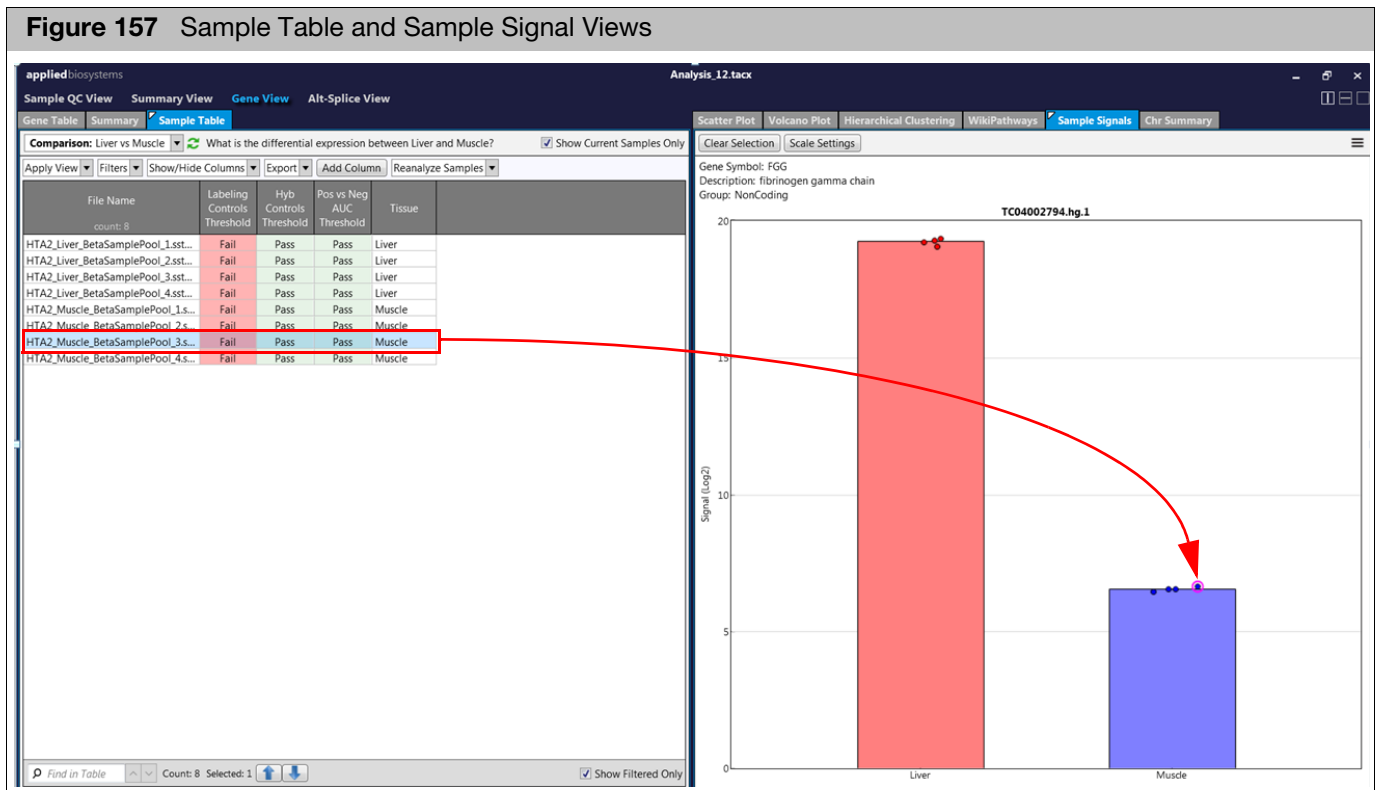 Figure 157 Sample Table and Sample Signal Views
appliedbiosystems
Analysis_12.tacx
Sample QC View Summary View Gene View Alt-Splice View
Gene Table Summary Sample Table
Comparison: Liver vs Muscle What is the differential expression between Liver and Muscle? Show Current Samples Only
Apply View Filters Show/Hide Columns Export Add Column Reanalyze Samples
File Name
count: 8
Labeling Controls Threshold
Hyb Controls Threshold
Pos vs Neg AUC Threshold
Tissue
HTA2_Liver_BetaSamplePool_1.sst... Fail Pass Pass Liver
HTA2_Liver_BetaSamplePool_2.sst... Fail Pass Pass Liver
HTA2_Liver_BetaSamplePool_3.sst... Fail Pass Pass Liver
HTA2_Liver_BetaSamplePool_4.sst... Fail Pass Pass Liver
HTA2_Muscle_BetaSamplePool_1.s... Fail Pass Pass Muscle
HTA2_Muscle_BetaSamplePool_2.s... Fail Pass Pass Muscle
HTA2_Muscle_BetaSamplePool_3.s... Fail Pass Pass Muscle
HTA2_Muscle_BetaSamplePool_4.s... Fail Pass Pass Muscle
Find in Table Count: 8 Selected: 1 Show Filtered Only
Scatter Plot Volcano Plot Hierarchical Clustering WikiPathways Sample Signals Chr Summary
Clear Selection Scale Settings
Gene Symbol: FGG
Description: fibrinogen gamma chain
Group: NonCoding
TC04002794.hg.1
20
15
10
5
0
Signal (Log2)
Liver Muscle